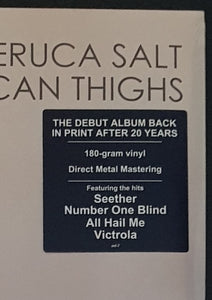 ERUCA SALT
CAN THIGHS
THE DEBUT ALBUM BACK
IN PRINT AFTER 20 YEARS
180-gram vinyl
Direct Metal Mastering
Featuring the hits
Seether
Number One Blind
All Hail Me
Victrola